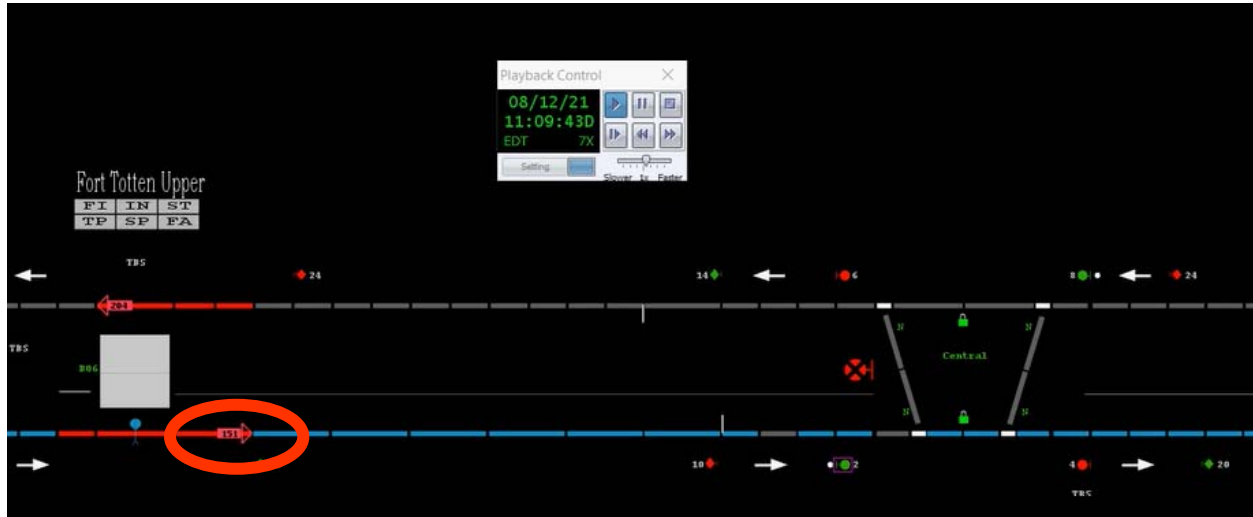 Playback Control
08/12/21
11:09:43D
EDT 7X
Setting
Slower 1x Faster
Fort Totten Upper
FI IN ST
TP SP FA
TBS
24
14
6
8
24
204
N
N
TBS
B06
Central
N
N
151
10
2
4
20
TBS